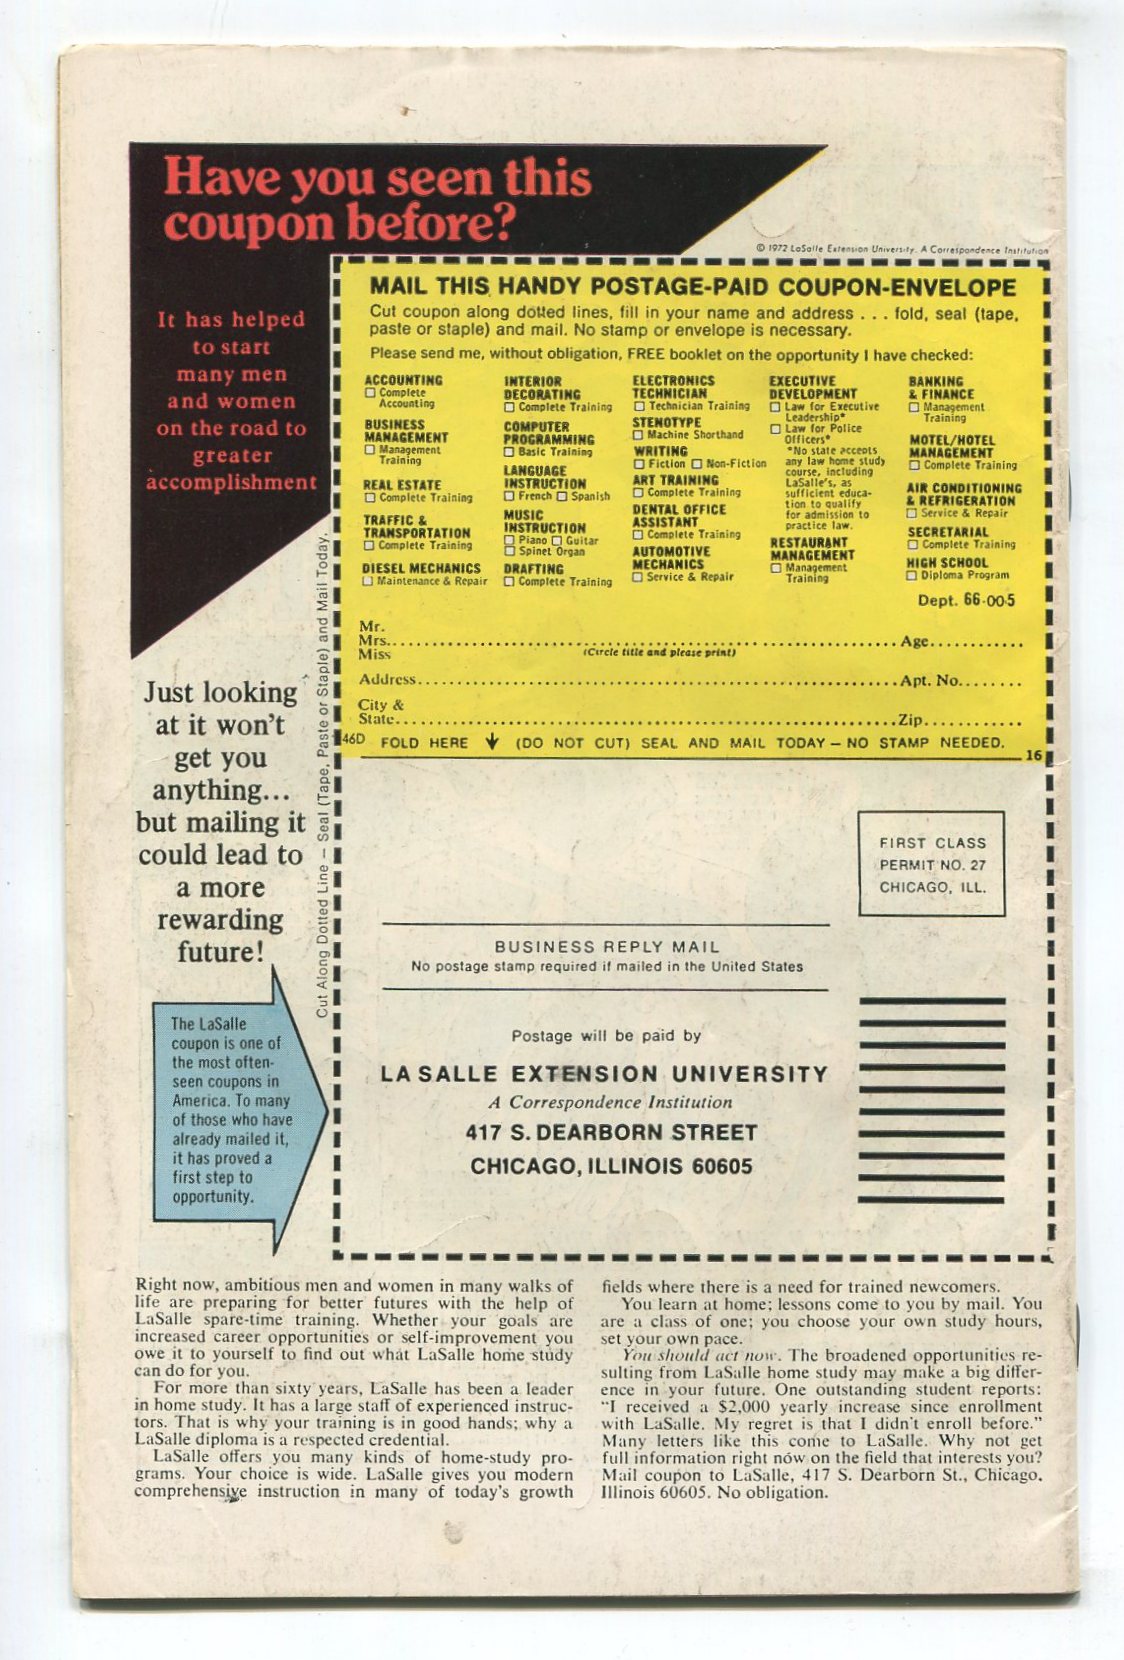 Have you seen this
coupon before?
© 1972 LaSalle Extension University. A Correspondence Institution
It has helped
to start
many men
and women
on the road to
greater
accomplishment
Just looking
at it won't
get you
anything...
but mailing it
could lead to
a more
rewarding
future!
The LaSalle
coupon is one of
the most often-
seen coupons in
America. To many
of those who have
already mailed it,
it has proved a
first step to
opportunity.
Cut Along Dotted Line – Seal (Tape, Paste or Staple) and Mail Today.
MAIL THIS HANDY POSTAGE-PAID COUPON-ENVELOPE
Cut coupon along dotted lines, fill in your name and address . . . fold, seal (tape,
paste or staple) and mail. No stamp or envelope is necessary.
Please send me, without obligation, FREE booklet on the opportunity I have checked:
ACCOUNTING
☐ Complete
Accounting
BUSINESS
MANAGEMENT
☐ Management
Training
REAL ESTATE
☐ Complete Training
TRAFFIC &
TRANSPORTATION
☐ Complete Training
DIESEL MECHANICS
☐ Maintenance & Repair
INTERIOR
DECORATING
☐ Complete Training
COMPUTER
PROGRAMMING
☐ Basic Training
LANGUAGE
INSTRUCTION
☐ French ☐ Spanish
MUSIC
INSTRUCTION
☐ Piano ☐ Guitar
☐ Spinet Organ
DRAFTING
☐ Complete Training
ELECTRONICS
TECHNICIAN
☐ Technician Training
STENOTYPE
☐ Machine Shorthand
WRITING
☐ Fiction ☐ Non-Fiction
ART TRAINING
☐ Complete Training
DENTAL OFFICE
ASSISTANT
☐ Complete Training
AUTOMOTIVE
MECHANICS
☐ Service & Repair
EXECUTIVE
DEVELOPMENT
☐ Law for Executive
Leadership*
☐ Law for Police
Officers*
*No state accepts
any law home study
course, including
LaSalle's, as
sufficient educa-
tion to qualify
for admission to
practice law.
RESTAURANT
MANAGEMENT
☐ Management
Training
BANKING
& FINANCE
☐ Management
Training
MOTEL/HOTEL
MANAGEMENT
☐ Complete Training
AIR CONDITIONING
& REFRIGERATION
☐ Service & Repair
SECRETARIAL
☐ Complete Training
HIGH SCHOOL
☐ Diploma Program
Dept. 66-005
Mr.
Mrs. Age
Miss (Circle title and please print)
Address Apt. No.
City &
State Zip
46D FOLD HERE ↓ (DO NOT CUT) SEAL AND MAIL TODAY – NO STAMP NEEDED.
16
FIRST CLASS
PERMIT NO. 27
CHICAGO, ILL.
BUSINESS REPLY MAIL
No postage stamp required if mailed in the United States
Postage will be paid by
LA SALLE EXTENSION UNIVERSITY
A Correspondence Institution
417 S. DEARBORN STREET
CHICAGO, ILLINOIS 60605
Right now, ambitious men and women in many walks of
life are preparing for better futures with the help of
LaSalle spare-time training. Whether your goals are
increased career opportunities or self-improvement you
owe it to yourself to find out what LaSalle home study
can do for you.
For more than sixty years, LaSalle has been a leader
in home study. It has a large staff of experienced instruc-
tors. That is why your training is in good hands; why a
LaSalle diploma is a respected credential.
LaSalle offers you many kinds of home-study pro-
grams. Your choice is wide. LaSalle gives you modern
comprehensive instruction in many of today's growth
fields where there is a need for trained newcomers.
You learn at home; lessons come to you by mail. You
are a class of one; you choose your own study hours,
set your own pace.
You should act now. The broadened opportunities re-
sulting from LaSalle home study may make a big differ-
ence in your future. One outstanding student reports:
"I received a $2,000 yearly increase since enrollment
with LaSalle. My regret is that I didn't enroll before."
Many letters like this come to LaSalle. Why not get
full information right now on the field that interests you?
Mail coupon to LaSalle, 417 S. Dearborn St., Chicago,
Illinois 60605. No obligation.